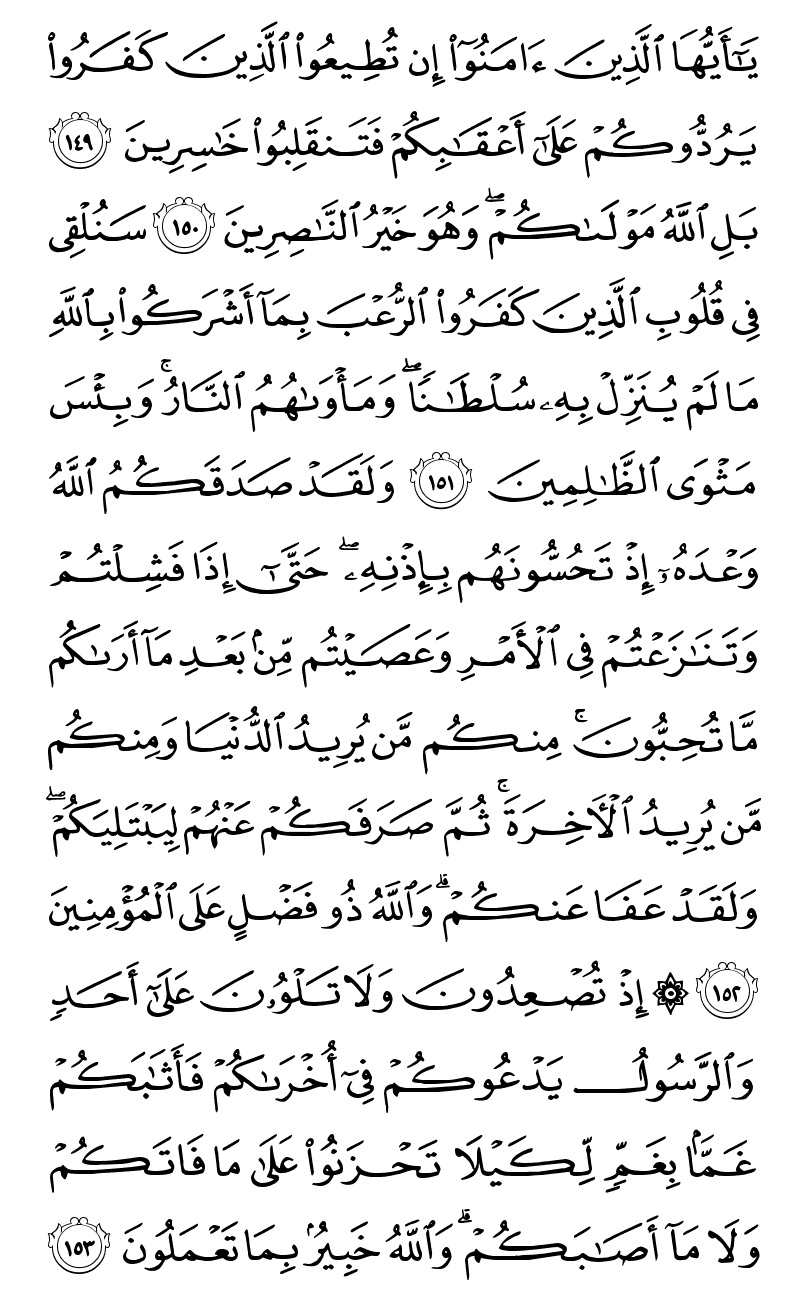 يَـٰٓأَيُّهَا ٱلَّذِينَ ءَامَنُوٓا۟ إِن تُطِيعُوا۟ ٱلَّذِينَ كَفَرُوا۟
يَرُدُّوكُمْ عَلَىٰٓ أَعْقَـٰبِكُمْ فَتَنقَلِبُوا۟ خَـٰسِرِينَ ١٤٩
بَلِ ٱللَّهُ مَوْلَىٰكُمْ ۖ وَهُوَ خَيْرُ ٱلنَّـٰصِرِينَ ١٥٠ سَنُلْقِى
فِى قُلُوبِ ٱلَّذِينَ كَفَرُوا۟ ٱلرُّعْبَ بِمَآ أَشْرَكُوا۟ بِٱللَّهِ
مَا لَمْ يُنَزِّلْ بِهِۦ سُلْطَـٰنًا ۖ وَمَأْوَىٰهُمُ ٱلنَّارُ ۚ وَبِئْسَ
مَثْوَى ٱلظَّـٰلِمِينَ ١٥١ وَلَقَدْ صَدَقَكُمُ ٱللَّهُ
وَعْدَهُۥٓ إِذْ تَحُسُّونَهُم بِإِذْنِهِۦ ۖ حَتَّىٰٓ إِذَا فَشِلْتُمْ
وَتَنَـٰزَعْتُمْ فِى ٱلْأَمْرِ وَعَصَيْتُم مِّنۢ بَعْدِ مَآ أَرَىٰكُم
مَّا تُحِبُّونَ ۚ مِنكُم مَّن يُرِيدُ ٱلدُّنْيَا وَمِنكُم
مَّن يُرِيدُ ٱلْـَٔاخِرَةَ ۚ ثُمَّ صَرَفَكُمْ عَنْهُمْ لِيَبْتَلِيَكُمْ ۖ
وَلَقَدْ عَفَا عَنكُمْ ۗ وَٱللَّهُ ذُو فَضْلٍ عَلَى ٱلْمُؤْمِنِينَ
١٥٢ ۞ إِذْ تُصْعِدُونَ وَلَا تَلْوُۥنَ عَلَىٰٓ أَحَدٍ
وَٱلرَّسُولُ يَدْعُوكُمْ فِىٓ أُخْرَىٰكُمْ فَأَثَـٰبَكُمْ
غَمًّۢا بِغَمٍّ لِّكَيْلَا تَحْزَنُوا۟ عَلَىٰ مَا فَاتَكُمْ
وَلَا مَآ أَصَـٰبَكُمْ ۗ وَٱللَّهُ خَبِيرٌۢ بِمَا تَعْمَلُونَ ١٥٣